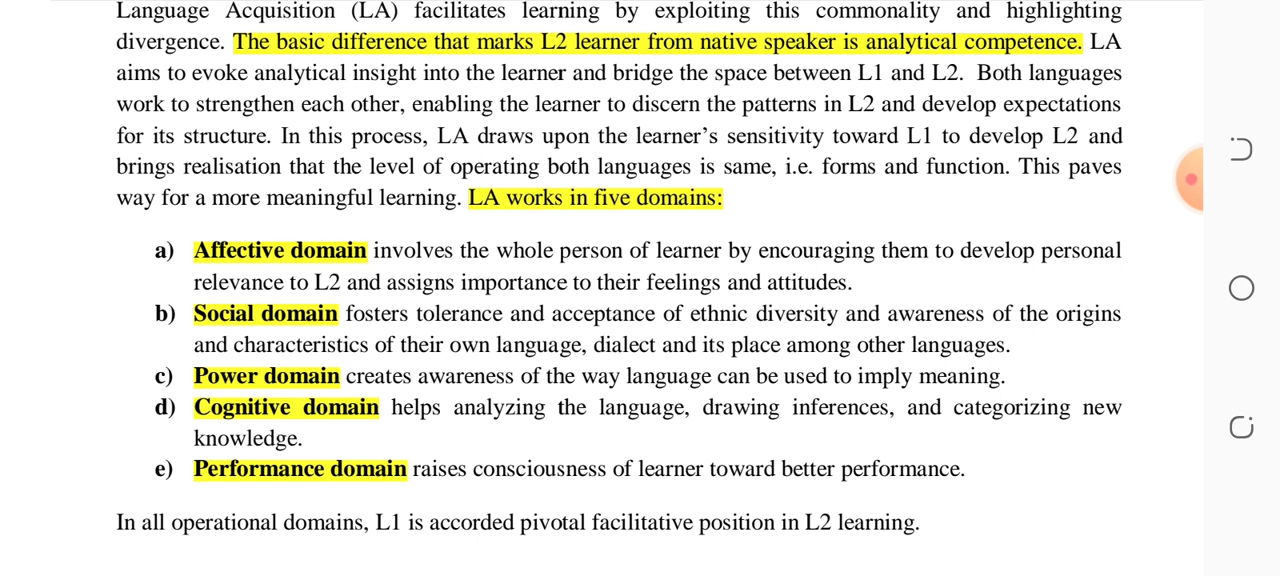 Language Acquisition (LA) facilitates learning by exploiting this commonality and highlighting
divergence. The basic difference that marks L2 learner from native speaker is analytical competence. LA
aims to evoke analytical insight into the learner and bridge the space between L1 and L2. Both languages
work to strengthen each other, enabling the learner to discern the patterns in L2 and develop expectations
for its structure. In this process, LA draws upon the learner's sensitivity toward L1 to develop L2 and
brings realisation that the level of operating both languages is same, i.e. forms and function. This paves
way for a more meaningful learning. LA works in five domains:
a) Affective domain involves the whole person of learner by encouraging them to develop personal
relevance to L2 and assigns importance to their feelings and attitudes.
b) Social domain fosters tolerance and acceptance of ethnic diversity and awareness of the origins
and characteristics of their own language, dialect and its place among other languages.
c) Power domain creates awareness of the way language can be used to imply meaning.
d) Cognitive domain helps analyzing the language, drawing inferences, and categorizing new
knowledge.
e) Performance domain raises consciousness of learner toward better performance.
In all operational domains, L1 is accorded pivotal facilitative position in L2 learning.